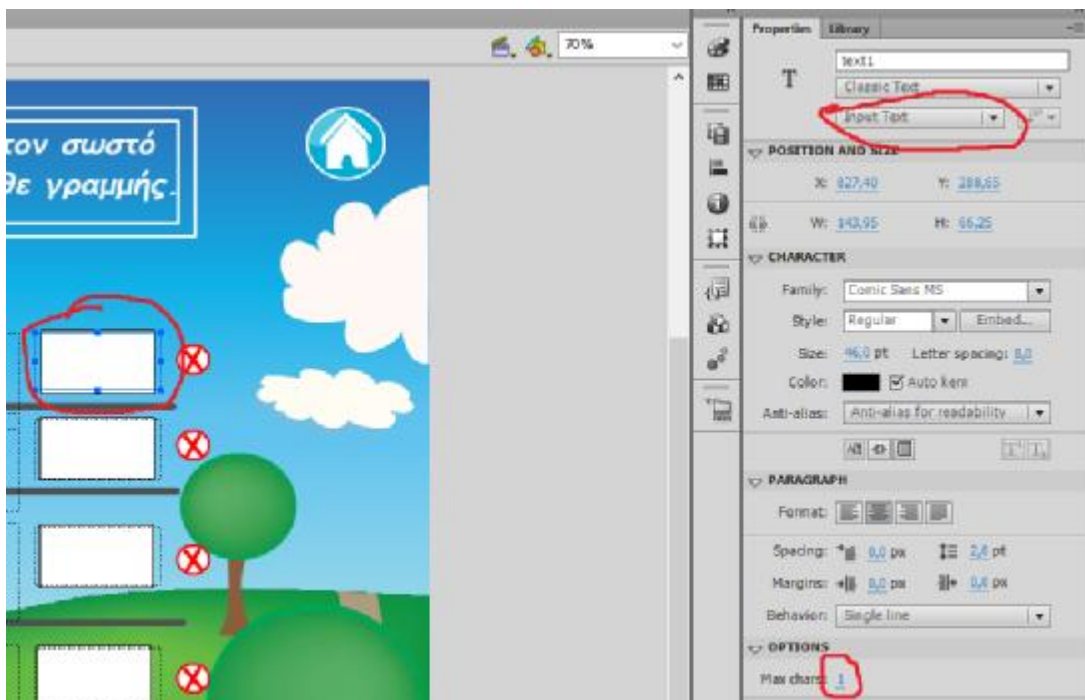 70%
τον σωστό
θε γραμμής.
Properties Library
text1
T
Classic Text
Input Text
POSITION AND SIZE
X: 827,40 Y: 288,65
W: 143,95 H: 66,25
CHARACTER
Family: Comic Sans MS
Style: Regular Embed...
Size: 46,0 pt Letter spacing: 0,0
Color: Auto kern
Anti-alias: Anti-alias for readability
PARAGRAPH
Format:
Spacing: 0,0 px 2,0 pt
Margins: 0,0 px 0,0 px
Behavior: Single line
OPTIONS
Max chars: 1